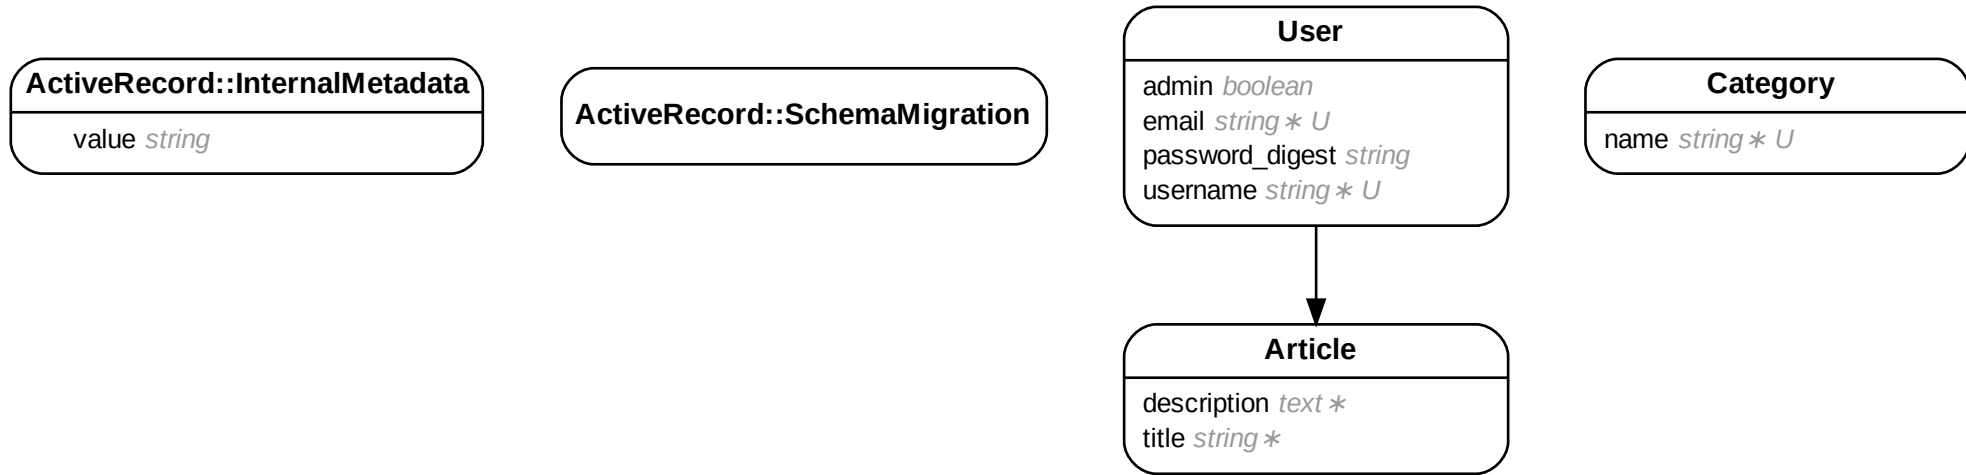 ActiveRecord::InternalMetadata
value string
ActiveRecord::SchemaMigration
User
admin boolean
email string ∗ U
password_digest string
username string ∗ U
Category
name string ∗ U
Article
description text ∗
title string ∗